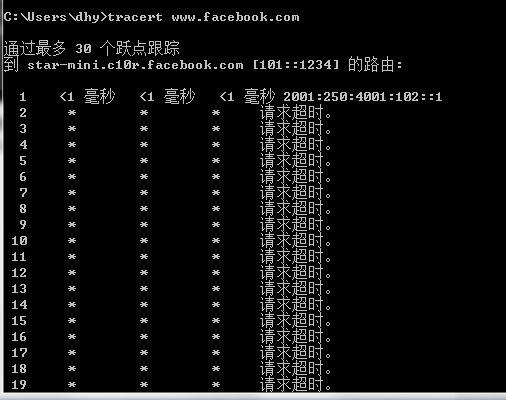 C:\Users\dhy>tracert www.facebook.com
通过最多 30 个跃点跟踪
到 star-mini.c10r.facebook.com [101::1234] 的路由:
1 <1 毫秒 <1 毫秒 <1 毫秒 2001:250:4001:102::1
2 * * * 请求超时。
3 * * * 请求超时。
4 * * * 请求超时。
5 * * * 请求超时。
6 * * * 请求超时。
7 * * * 请求超时。
8 * * * 请求超时。
9 * * * 请求超时。
10 * * * 请求超时。
11 * * * 请求超时。
12 * * * 请求超时。
13 * * * 请求超时。
14 * * * 请求超时。
15 * * * 请求超时。
16 * * * 请求超时。
17 * * * 请求超时。
18 * * * 请求超时。
19 * * * 请求超时。